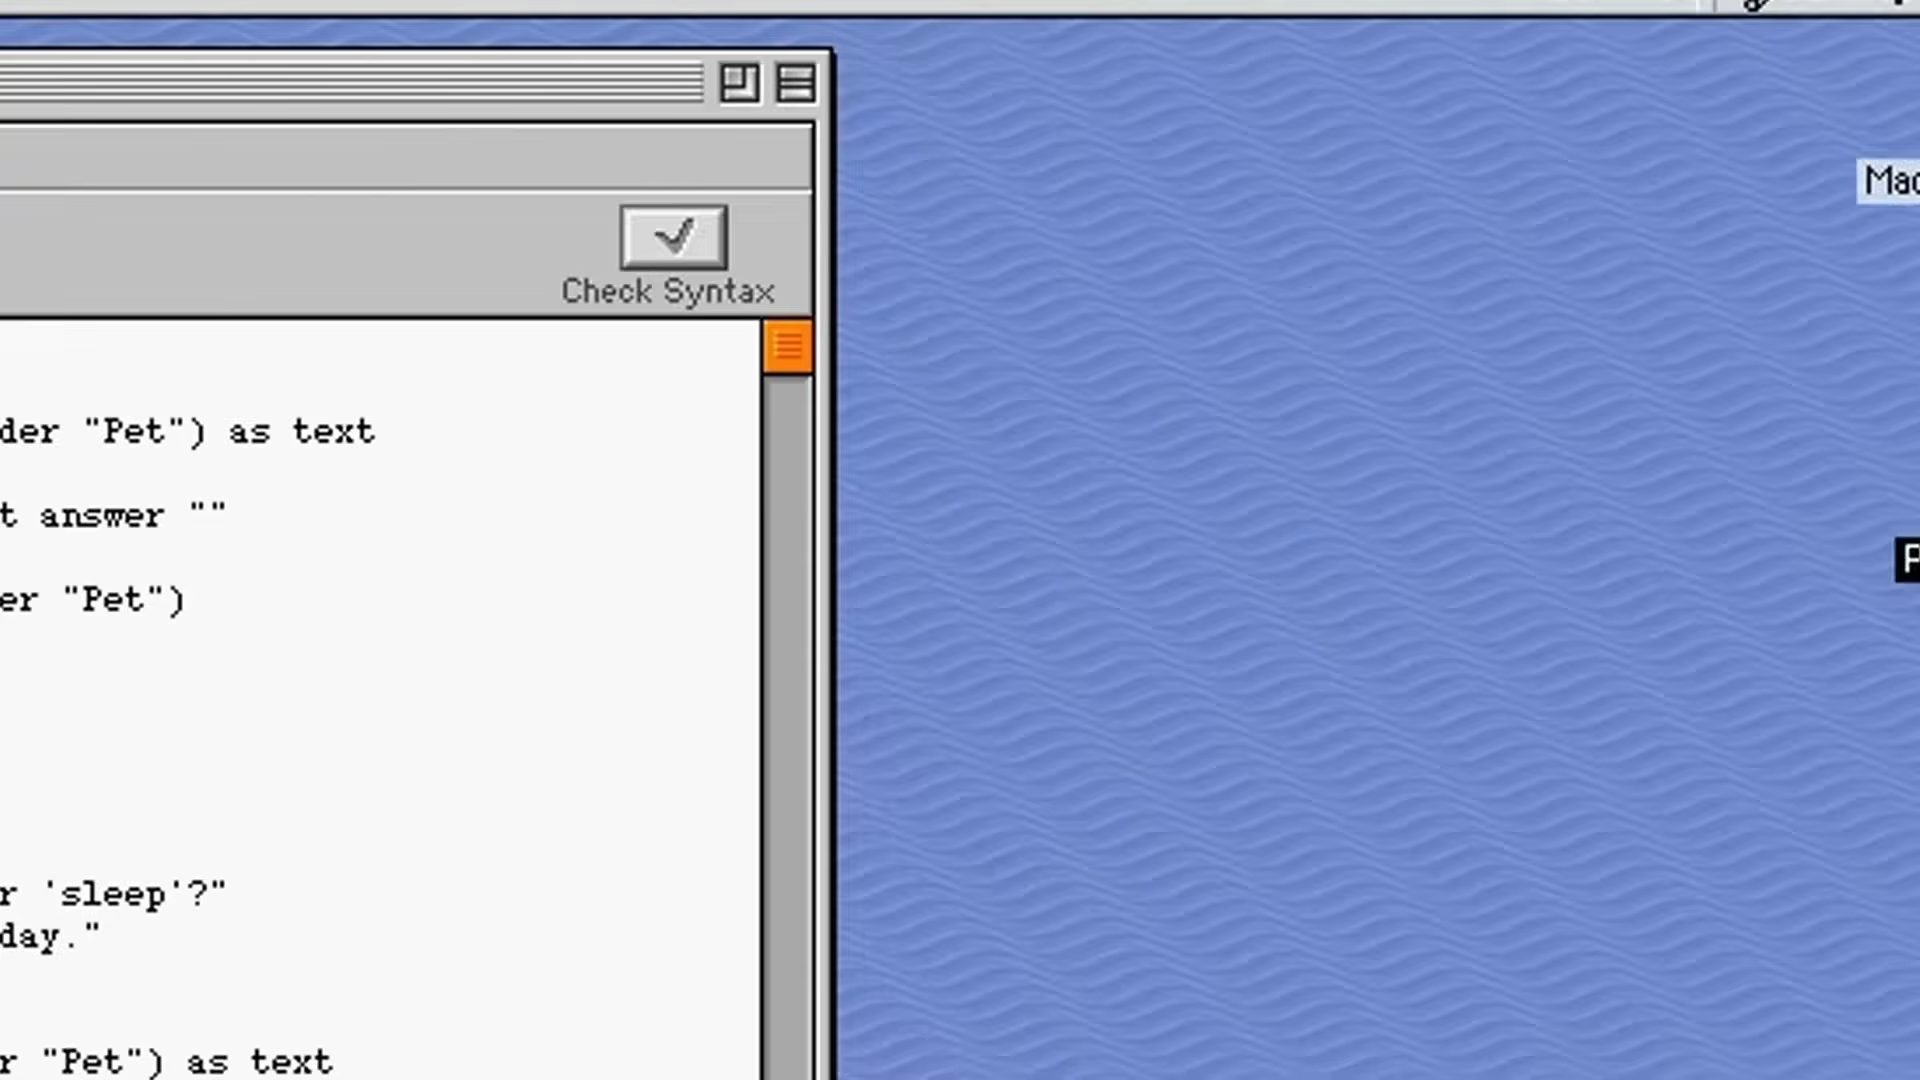 Mac
Check Syntax
der "Pet") as text
t answer ""
er "Pet")
r 'sleep'?"
day."
r "Pet") as text